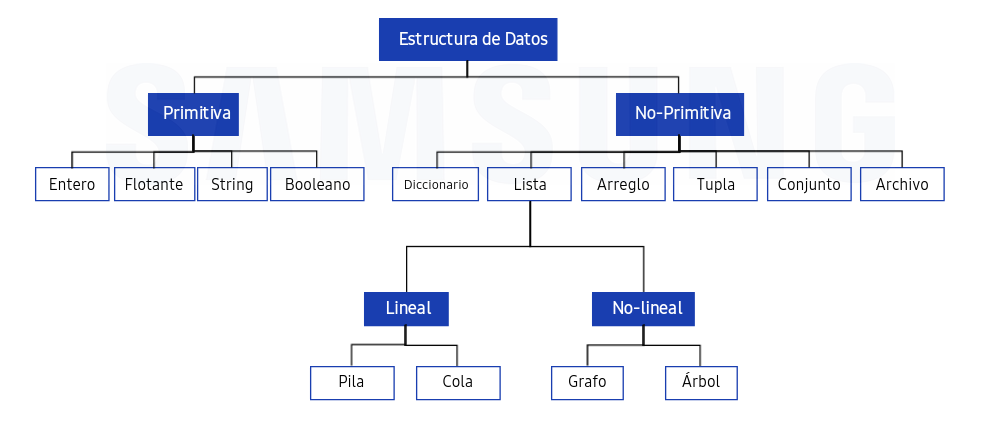 SAMSUNG
Estructura de Datos
Primitiva
No-Primitiva
Entero
Flotante
String
Booleano
Diccionario
Lista
Arreglo
Tupla
Conjunto
Archivo
Lineal
No-lineal
Pila
Cola
Grafo
Árbol